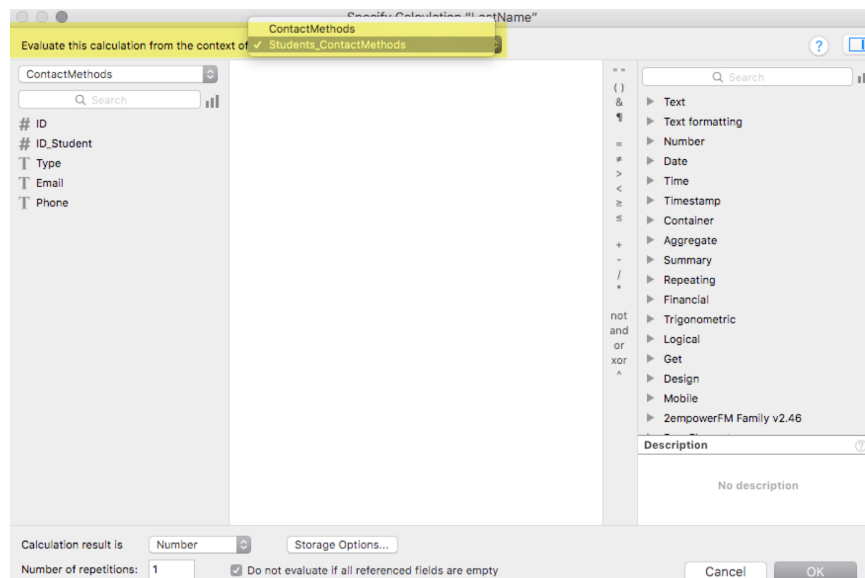 Specify Calculation "LastName"
ContactMethods
Evaluate this calculation from the context of ✓ Students_ContactMethods
?
ContactMethods
Search
# ID
# ID_Student
T Type
T Email
T Phone
" "
( )
&
¶
=
≠
>
<
≥
≤
+
-
/
*
not
and
or
xor
^
Search
Text
Text formatting
Number
Date
Time
Timestamp
Container
Aggregate
Summary
Repeating
Financial
Trigonometric
Logical
Get
Design
Mobile
2empowerFM Family v2.46
Description
?
No description
Calculation result is Number Storage Options...
Number of repetitions: 1 Do not evaluate if all referenced fields are empty
Cancel OK